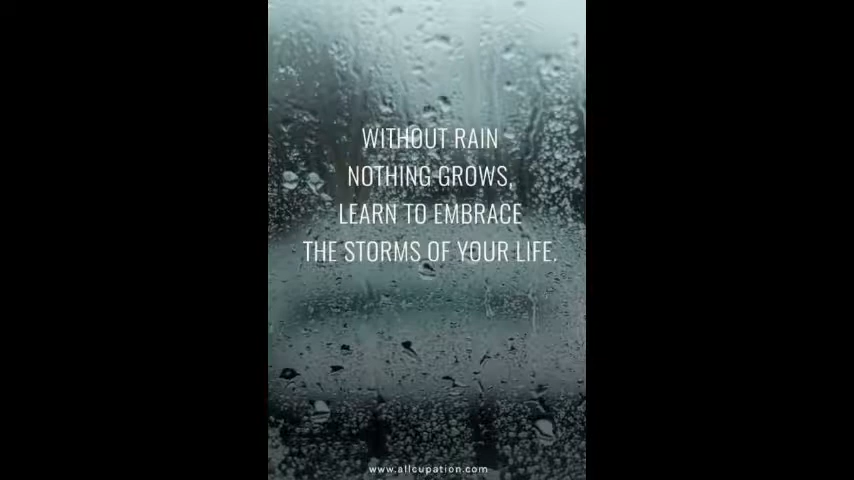 WITHOUT RAIN
NOTHING GROWS,
LEARN TO EMBRACE
THE STORMS OF YOUR LIFE.
www.allcupation.com